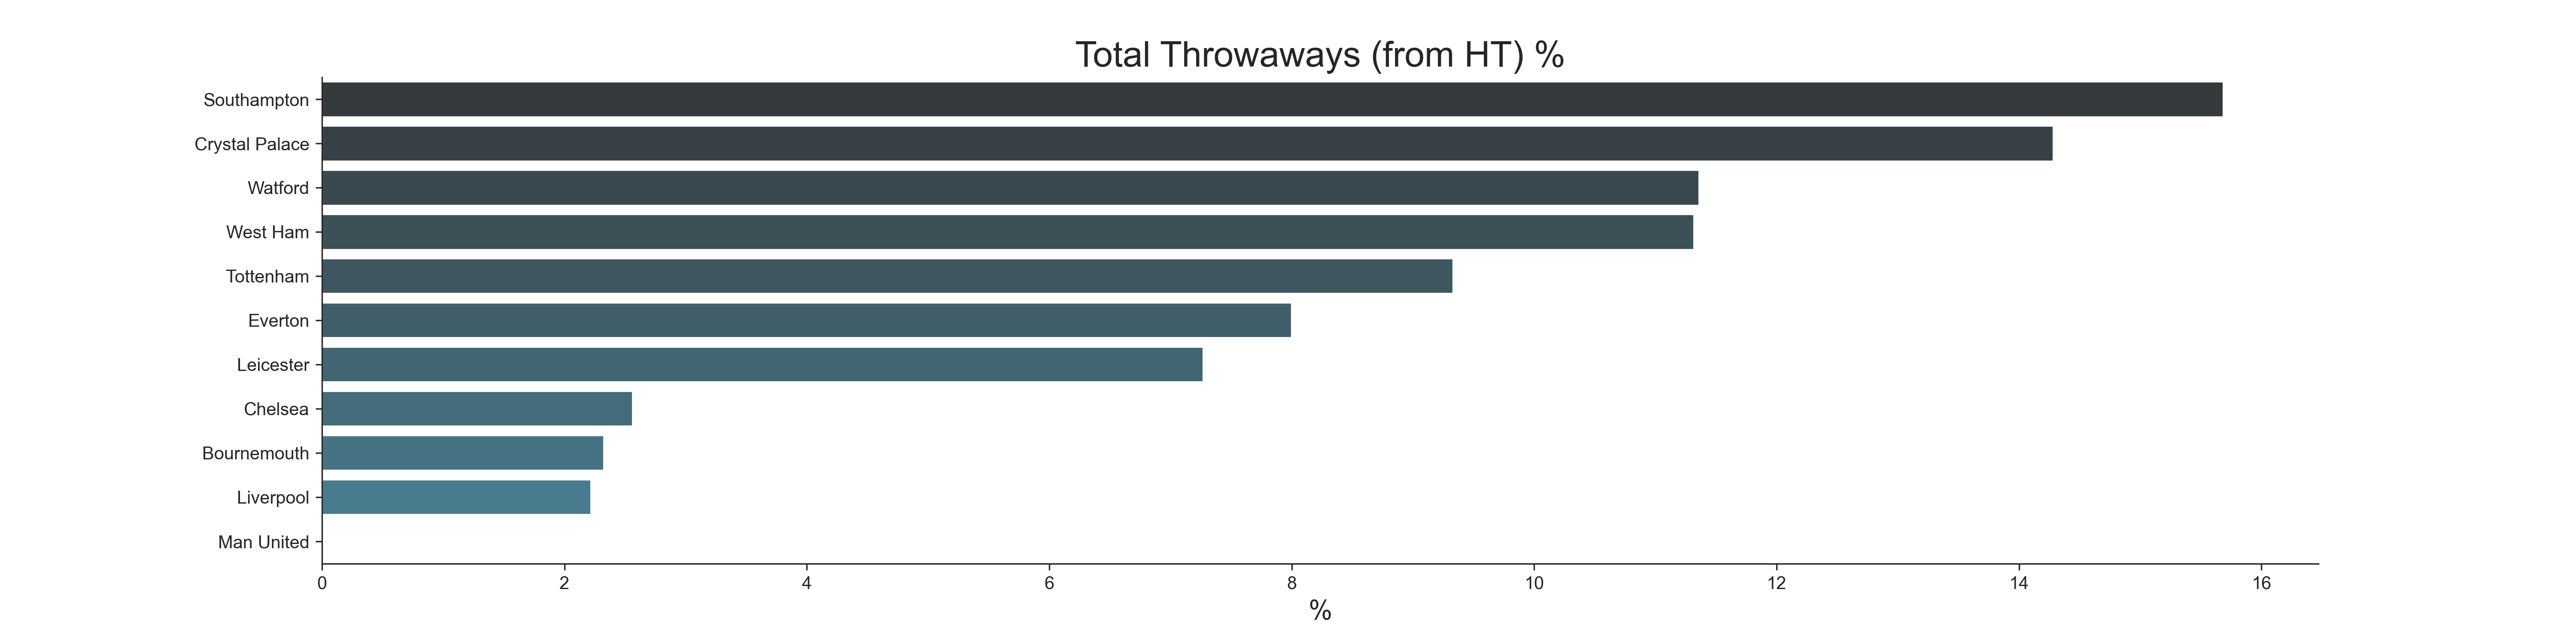 Total Throwaways (from HT) %
Southampton
Crystal Palace
Watford
West Ham
Tottenham
Everton
Leicester
Chelsea
Bournemouth
Liverpool
Man United
0 2 4 6 8 10 12 14 16
%